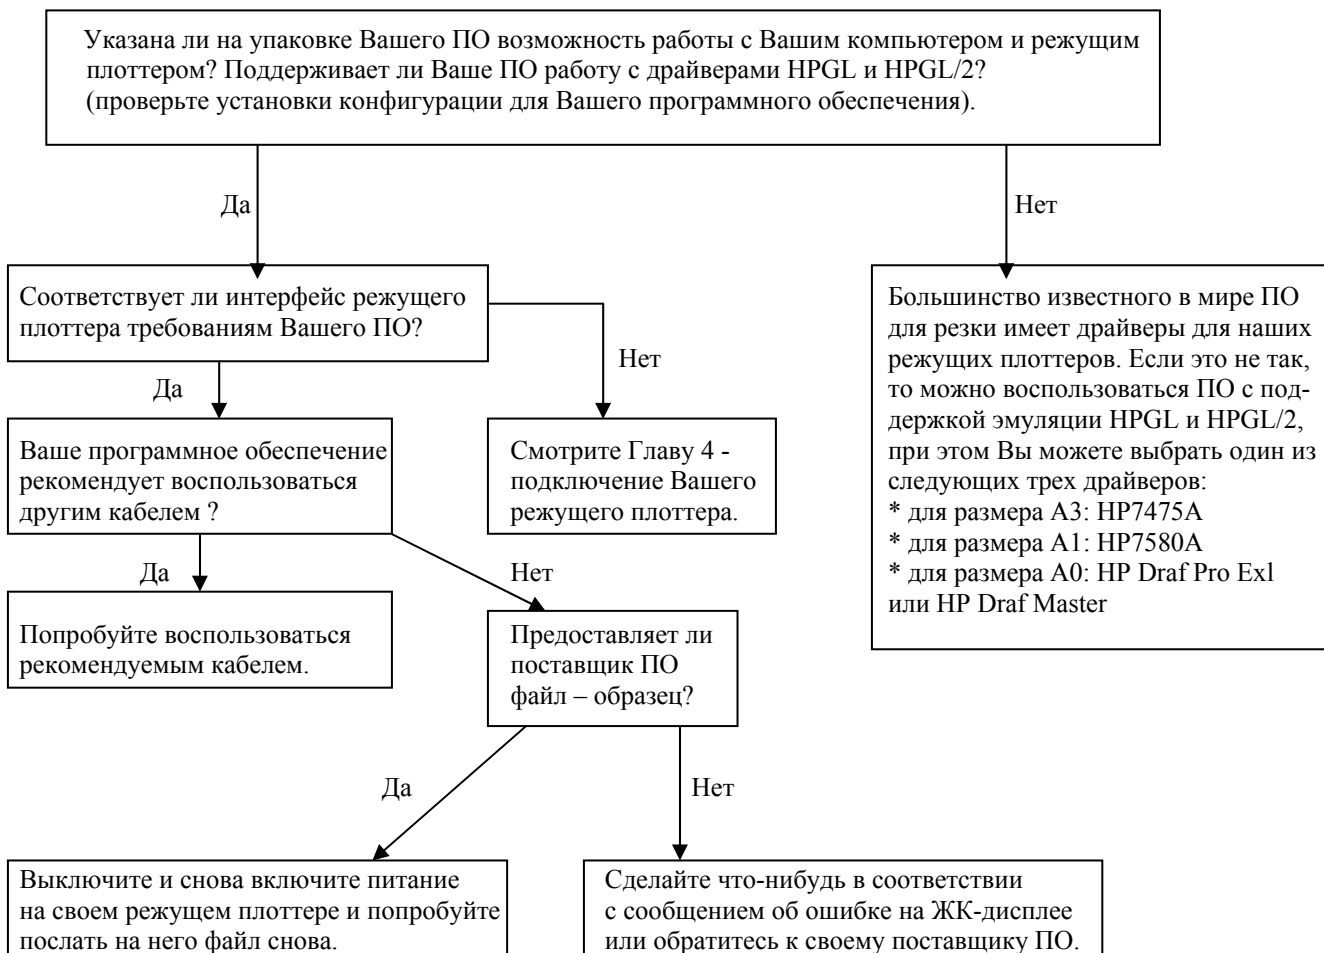 Указана ли на упаковке Вашего ПО возможность работы с Вашим компьютером и режущим
плоттером? Поддерживает ли Ваше ПО работу с драйверами HPGL и HPGL/2?
(проверьте установки конфигурации для Вашего программного обеспечения).
Да
Нет
Соответствует ли интерфейс режущего
плоттера требованиям Вашего ПО?
Да
Нет
Ваше программное обеспечение
рекомендует воспользоваться
другим кабелем ?
Смотрите Главу 4 -
подключение Вашего
режущего плоттера.
Большинство известного в мире ПО
для резки имеет драйверы для наших
режущих плоттеров. Если это не так,
то можно воспользоваться ПО с под-
держкой эмуляции HPGL и HPGL/2,
при этом Вы можете выбрать один из
следующих трех драйверов:
* для размера А3: HP7475A
* для размера А1: HP7580A
* для размера А0: HP Draf Pro Exl
или HP Draf Master
Да
Нет
Попробуйте воспользоваться
рекомендуемым кабелем.
Предоставляет ли
поставщик ПО
файл – образец?
Да
Нет
Выключите и снова включите питание
на своем режущем плоттере и попробуйте
послать на него файл снова.
Сделайте что-нибудь в соответствии
с сообщением об ошибке на ЖК-дисплее
или обратитесь к своему поставщику ПО.